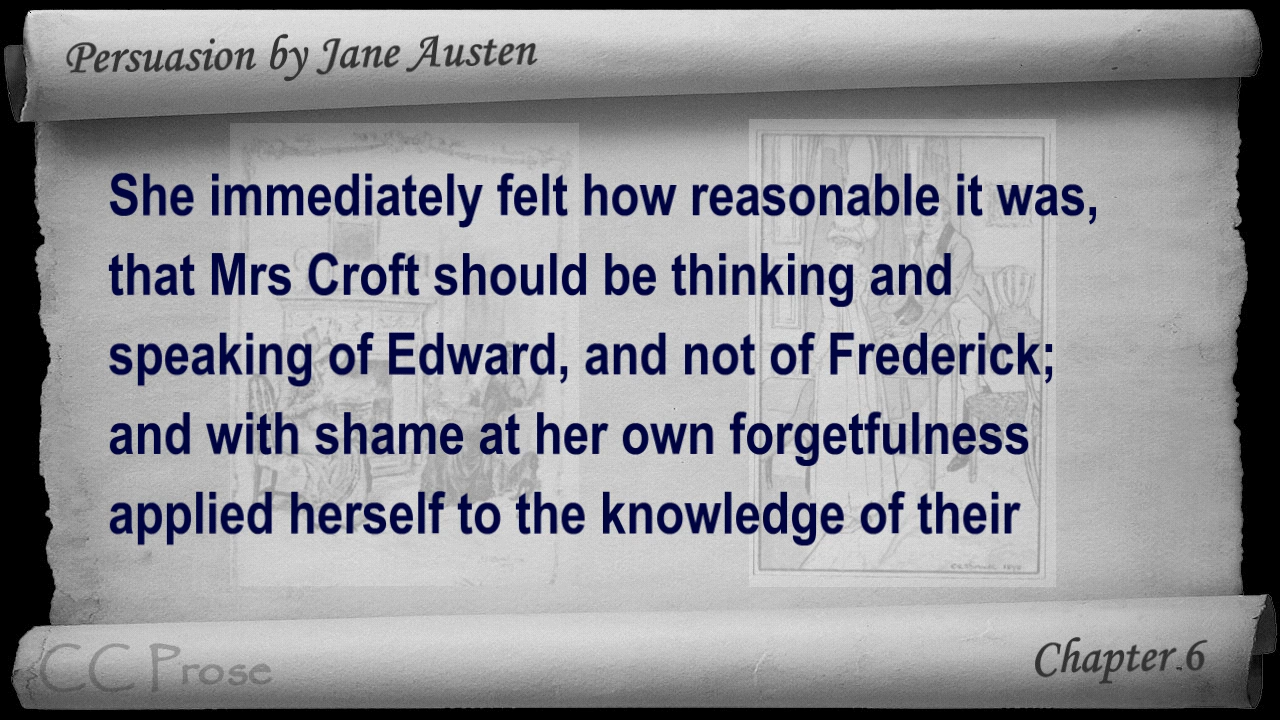 Persuasion by Jane Austen
She immediately felt how reasonable it was,
that Mrs Croft should be thinking and
speaking of Edward, and not of Frederick;
and with shame at her own forgetfulness
applied herself to the knowledge of their
CC Prose
Chapter 6